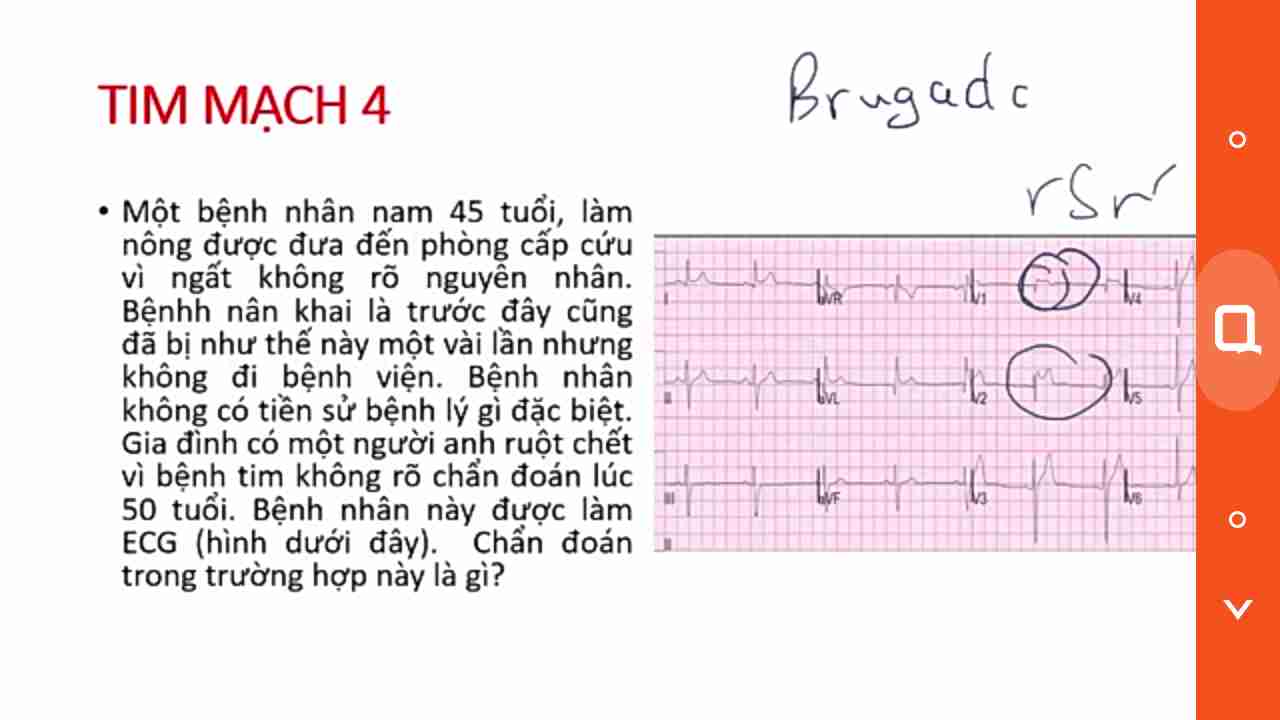 TIM MẠCH 4
Brugada
rSr'
• Một bệnh nhân nam 45 tuổi, làm
nông được đưa đến phòng cấp cứu
vì ngất không rõ nguyên nhân.
Bệnhh nân khai là trước đây cũng
đã bị như thế này một vài lần nhưng
không đi bệnh viện. Bệnh nhân
không có tiền sử bệnh lý gì đặc biệt.
Gia đình có một người anh ruột chết
vì bệnh tim không rõ chẩn đoán lúc
50 tuổi. Bệnh nhân này được làm
ECG (hình dưới đây). Chẩn đoán
trong trường hợp này là gì?
I aVR V1 V4
II aVL V2 V5
III aVF V3 V6
II